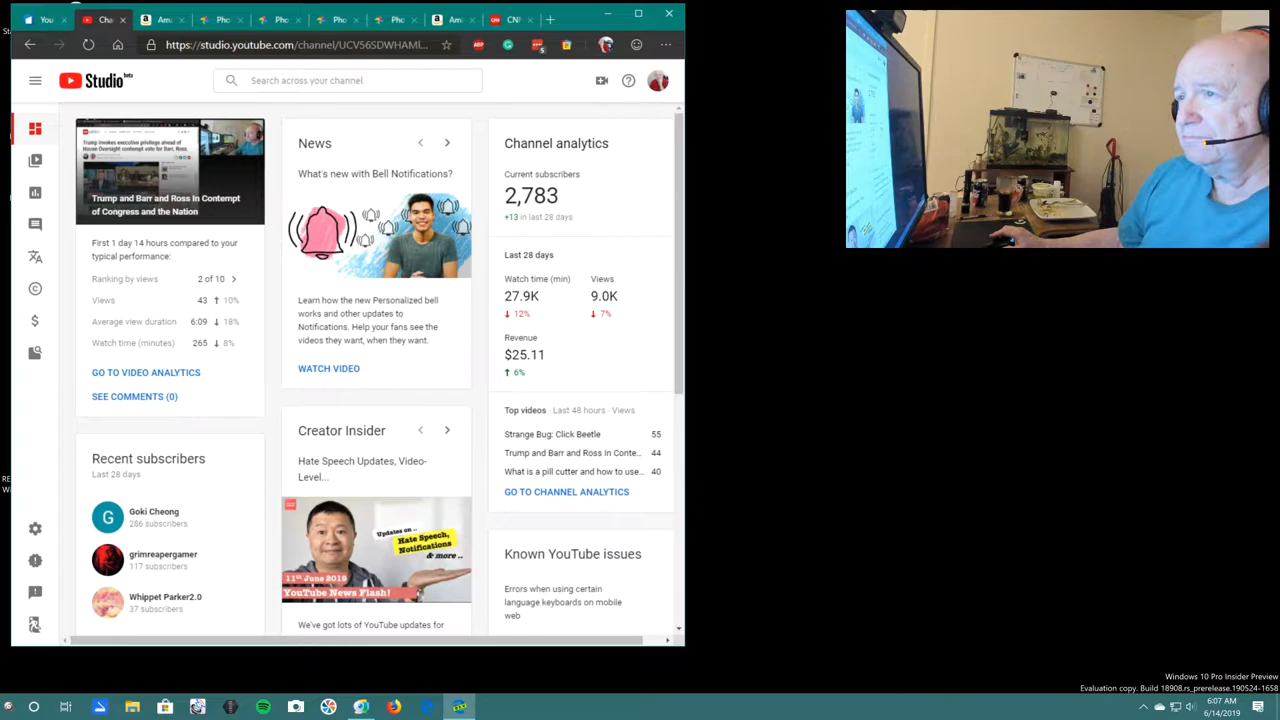 You
Cha
Ama
Pho
Pho
Pho
Ame
CNN
https://studio.youtube.com/channel/UCV56SDWHAMl...
ABP
5
Studio beta
Search across your channel
Trump invokes executive privilege ahead of House Oversight contempt vote for Barr, Ross
Trump and Barr and Ross In Contempt
of Congress and the Nation
First 1 day 14 hours compared to your
typical performance:
Ranking by views 2 of 10
Views 43 10%
Average view duration 6:09 18%
Watch time (minutes) 265 8%
GO TO VIDEO ANALYTICS
SEE COMMENTS (0)
Recent subscribers
Last 28 days
G
Goki Cheong
286 subscribers
grimreapergamer
117 subscribers
Whippet Parker2.0
37 subscribers
News
What's new with Bell Notifications?
Learn how the new Personalized bell
works and other updates to
Notifications. Help your fans see the
videos they want, when they want.
WATCH VIDEO
Creator Insider
Hate Speech Updates, Video-
Level...
Updates on ..
Hate Speech,
Notifications
& more ..
11th June 2019
YouTube News Flash!
We've got lots of YouTube updates for
Channel analytics
Current subscribers
2,783
+13 in last 28 days
Last 28 days
Watch time (min) Views
27.9K 9.0K
12% 7%
Revenue
$25.11
6%
Top videos · Last 48 hours · Views
Strange Bug: Click Beetle 55
Trump and Barr and Ross In Conte... 44
What is a pill cutter and how to use... 40
GO TO CHANNEL ANALYTICS
Known YouTube issues
Errors when using certain
language keyboards on mobile
web
Windows 10 Pro Insider Preview
Evaluation copy. Build 18908.rs_prerelease.190524-1658
6:07 AM
6/14/2019